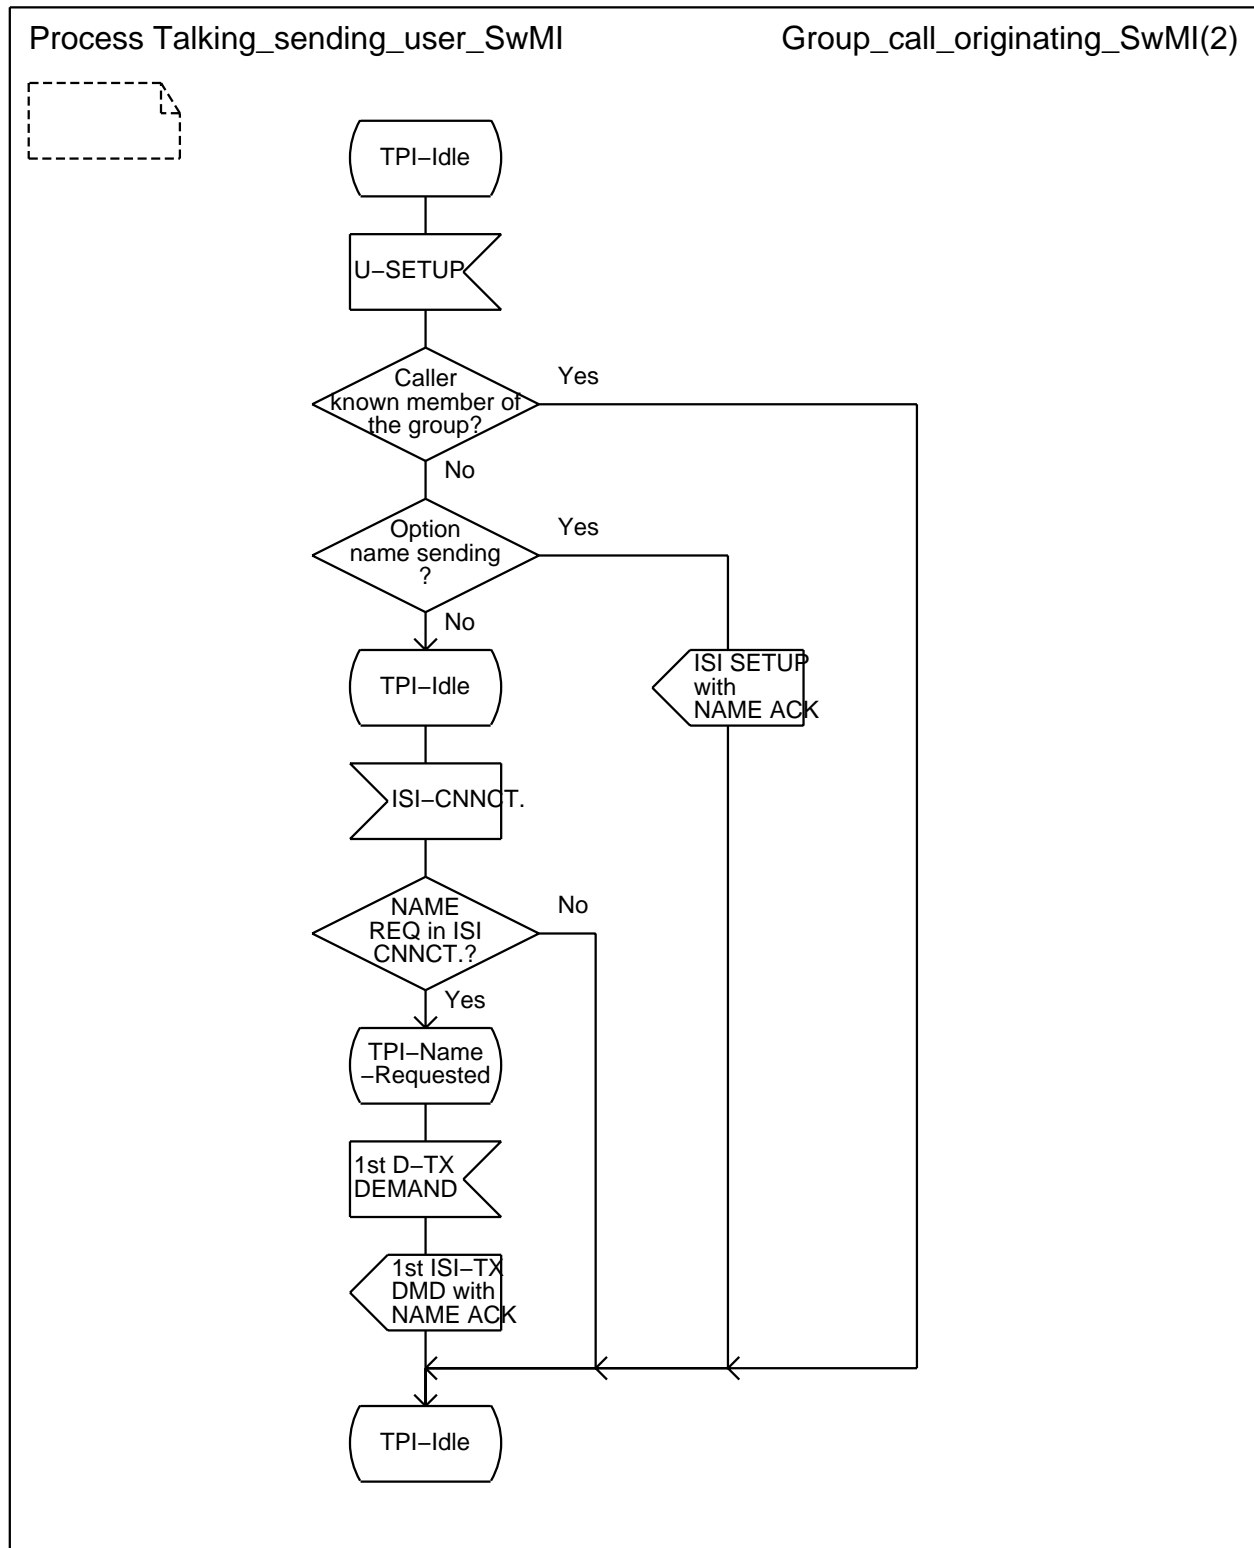 Process Talking_sending_user_SwMI
Group_call_originating_SwMI(2)
TPI–Idle
U–SETUP
Caller
known member of
the group?
Yes
No
Option
name sending
?
Yes
No
TPI–Idle
ISI SETUP
with
NAME ACK
ISI–CNNCT.
NAME
REQ in ISI
CNNCT.?
No
Yes
TPI–Name
–Requested
1st D–TX
DEMAND
1st ISI–TX
DMD with
NAME ACK
TPI–Idle